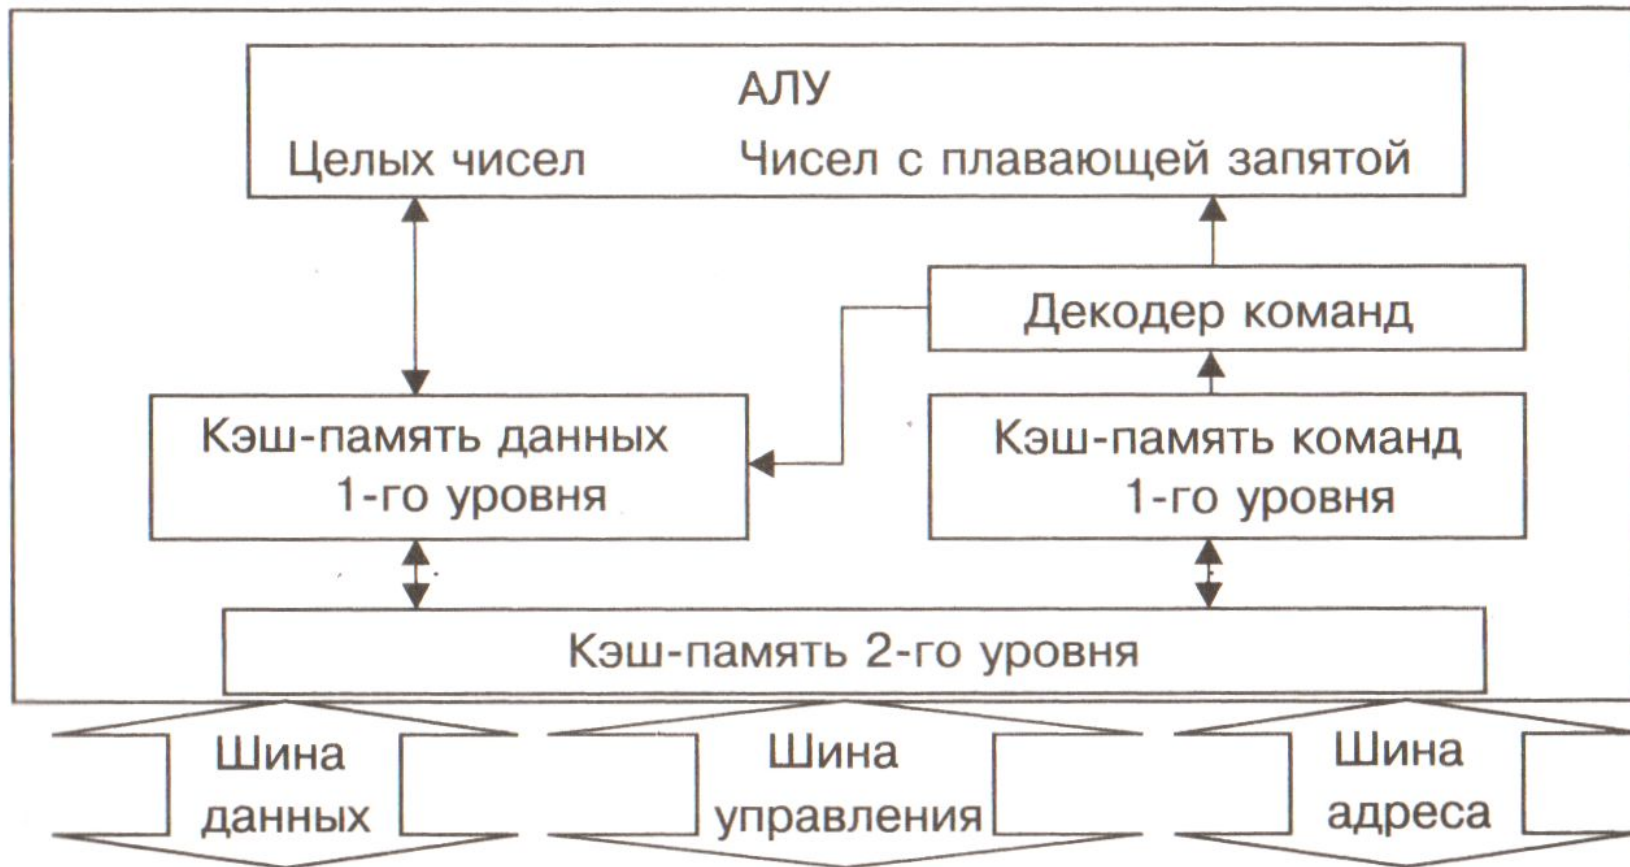 АЛУ
Целых чисел
Чисел с плавающей запятой
Декодер команд
Кэш-память данных
1-го уровня
Кэш-память команд
1-го уровня
Кэш-память 2-го уровня
Шина
данных
Шина
управления
Шина
адреса